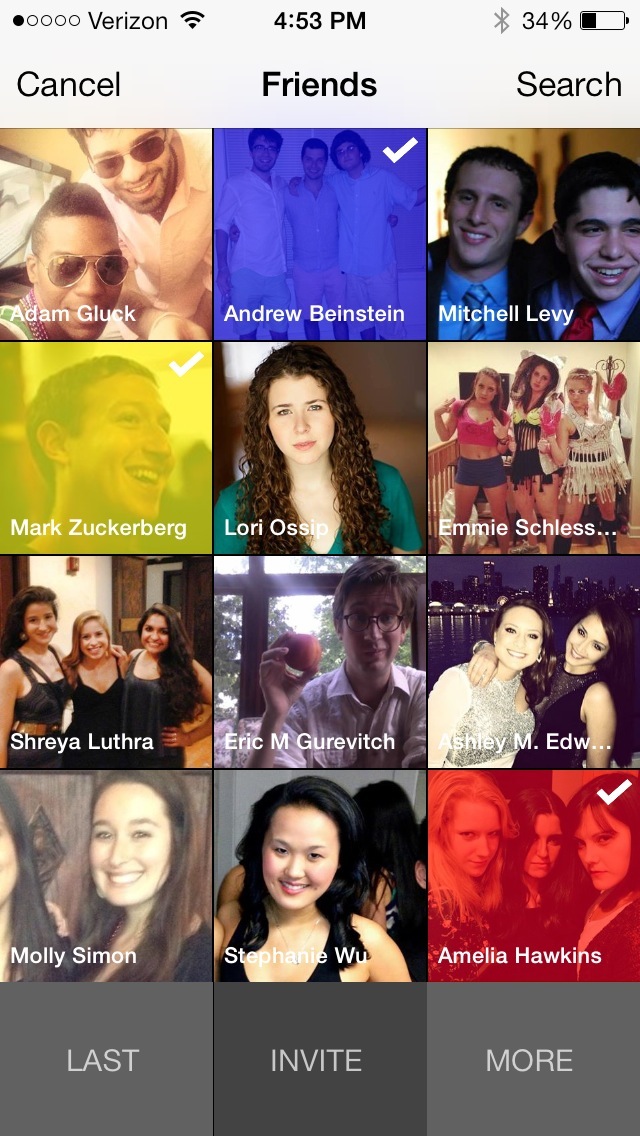 Verizon 4:53 PM 34%
Cancel Friends Search
Adam Gluck Andrew Beinstein Mitchell Levy
Mark Zuckerberg Lori Ossip Emmie Schless...
Shreya Luthra Eric M Gurevitch Ashley M. Edw...
Molly Simon Stephanie Wu Amelia Hawkins
LAST INVITE MORE